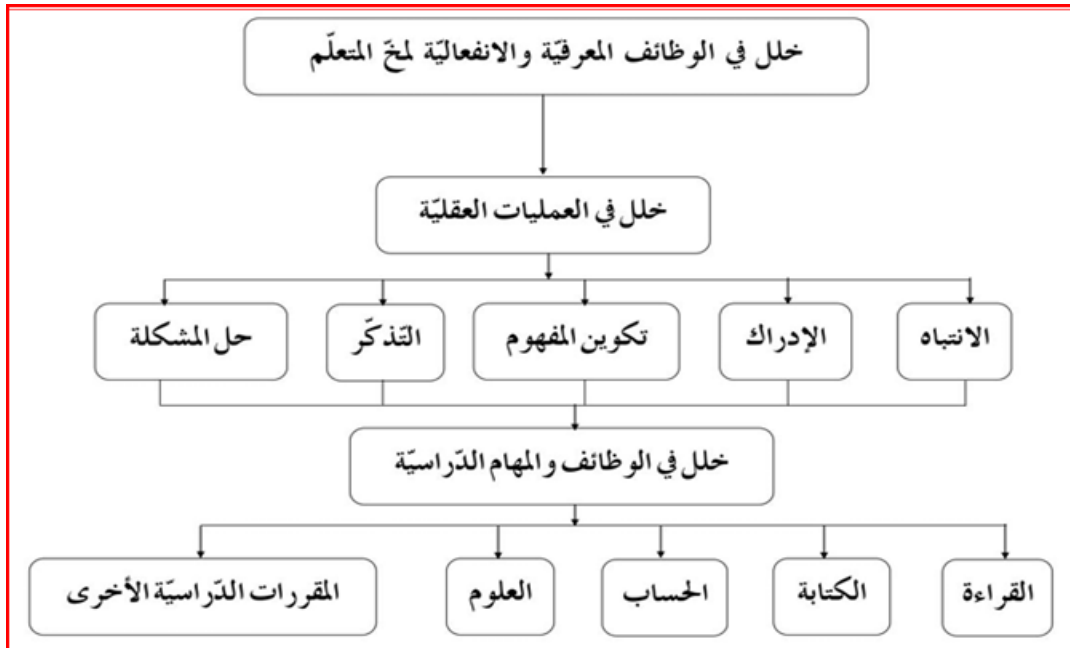 خلل في الوظائف المعرفيّة والانفعاليّة لمخّ المتعلّم
خلل في العمليات العقليّة
الانتباه
الإدراك
تكوين المفهوم
التّذكّر
حل المشكلة
خلل في الوظائف والمهام الدّراسيّة
القراءة
الكتابة
الحساب
العلوم
المقررات الدّراسيّة الأخرى